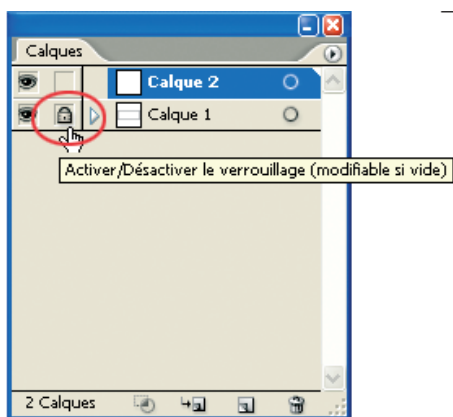 Calques
Calque 2
Calque 1
Activer/Désactiver le verrouillage (modifiable si vide)
2 Calques